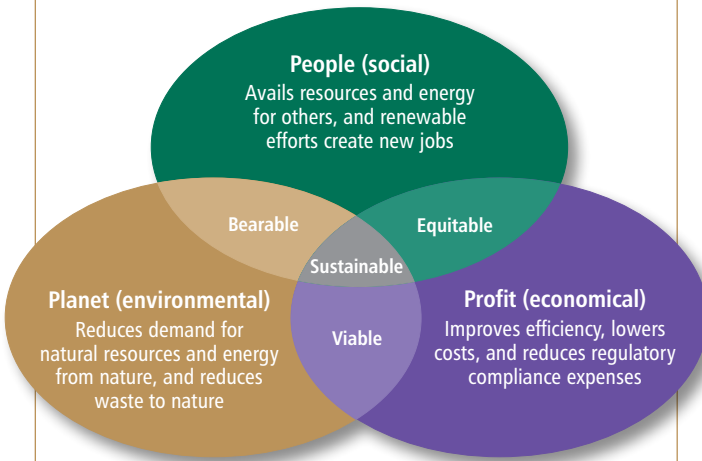 People (social)
Avails resources and energy
for others, and renewable
efforts create new jobs
Bearable
Equitable
Sustainable
Planet (environmental)
Reduces demand for
natural resources and energy
from nature, and reduces
waste to nature
Viable
Profit (economical)
Improves efficiency, lowers
costs, and reduces regulatory
compliance expenses